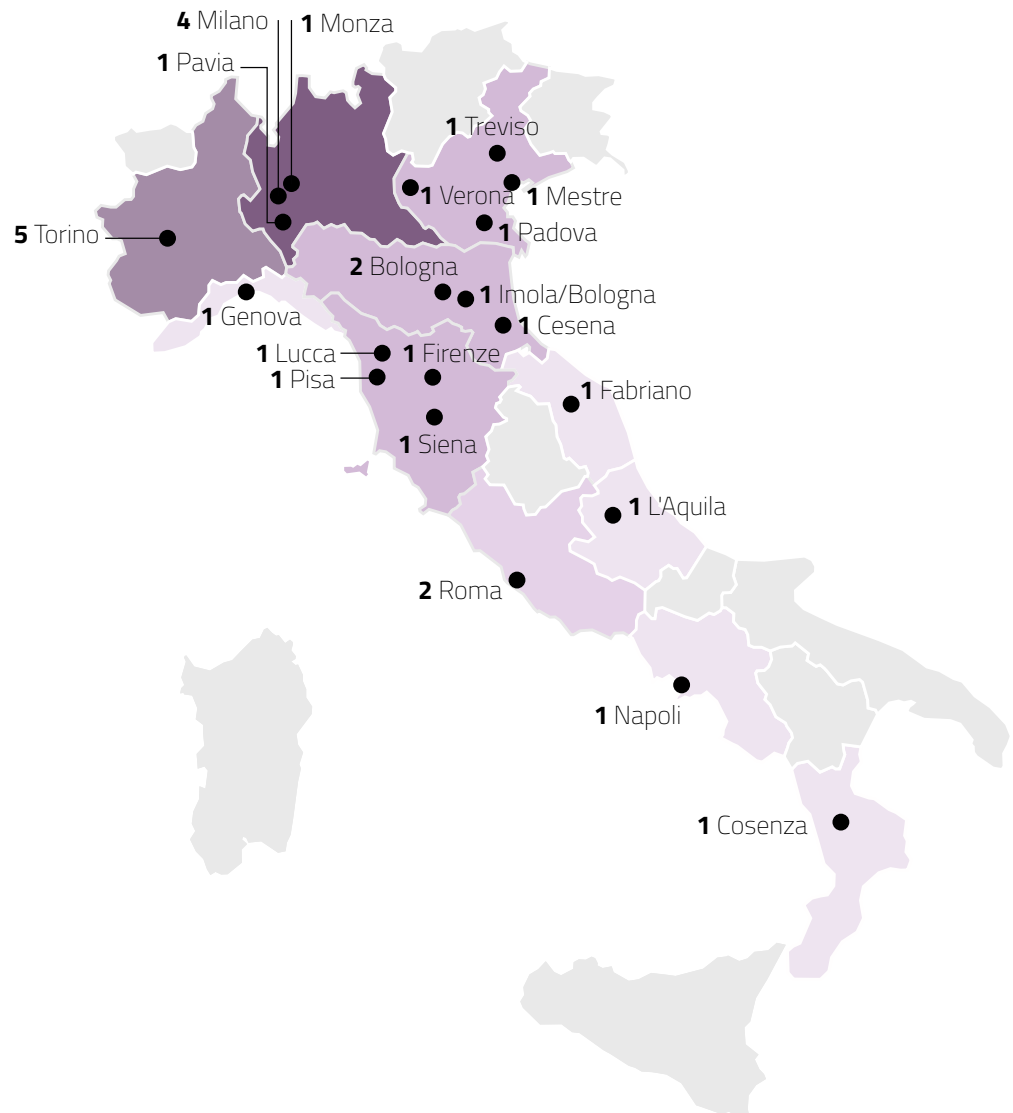 4 Milano
1 Monza
1 Pavia
1 Treviso
1 Verona
1 Mestre
5 Torino
1 Padova
2 Bologna
1 Imola/Bologna
1 Genova
1 Cesena
1 Lucca
1 Firenze
1 Pisa
1 Fabriano
1 Siena
1 L'Aquila
2 Roma
1 Napoli
1 Cosenza